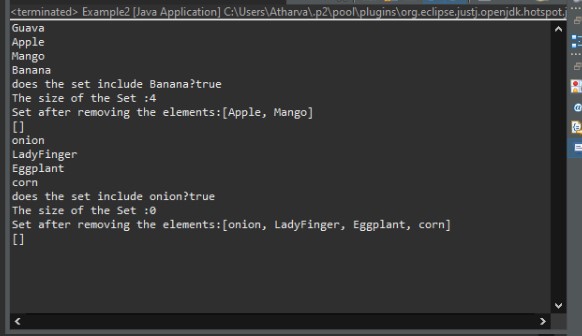 <terminated> Example2 [Java Application] C:\Users\Atharva\.p2\pool\plugins\org.eclipse.justj.openjdk.hotspot.j
Guava
Apple
Mango
Banana
does the set include Banana?true
The size of the Set :4
Set after removing the elements:[Apple, Mango]
[]
onion
LadyFinger
Eggplant
corn
does the set include onion?true
The size of the Set :0
Set after removing the elements:[onion, LadyFinger, Eggplant, corn]
[]